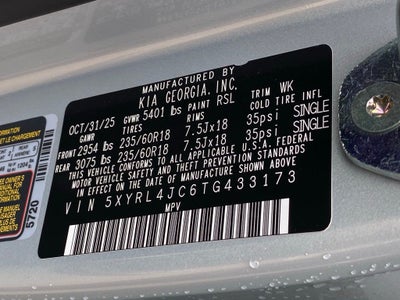 MANUFACTURED BY
KIA GEORGIA, INC.
OCT/31/25 GVWR 5401 lbs PAINT RSL TRIM WK
GAWR TIRES RIMS COLD TIRE INFL
FRONT 2954 lbs 235/60R18 7.5Jx18 35psi SINGLE
REAR 3075 lbs 235/60R18 7.5Jx18 35psi SINGLE
THIS VEHICLE CONFORMS TO ALL APPLICABLE U.S.A. FEDERAL
MOTOR VEHICLE SAFETY, BUMPER, AND THEFT PREVENTION STANDARDS
IN EFFECT ON THE DATE OF MANUFACTURE SHOWN ABOVE.
VIN 5XYRL4JC6TG433173
MPV
5720